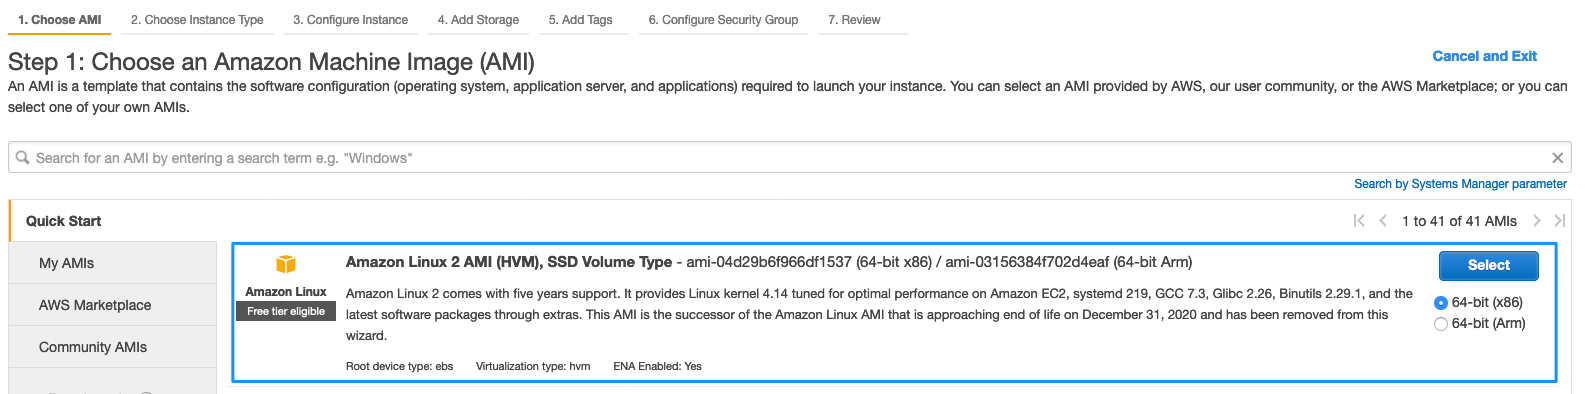 1. Choose AMI 2. Choose Instance Type 3. Configure Instance 4. Add Storage 5. Add Tags 6. Configure Security Group 7. Review
Step 1: Choose an Amazon Machine Image (AMI)
Cancel and Exit
An AMI is a template that contains the software configuration (operating system, application server, and applications) required to launch your instance. You can select an AMI provided by AWS, our user community, or the AWS Marketplace; or you can
select one of your own AMIs.
Search for an AMI by entering a search term e.g. "Windows"
Search by Systems Manager parameter
Quick Start
1 to 41 of 41 AMIs
My AMIs
AWS Marketplace
Community AMIs
Amazon Linux
Free tier eligible
Amazon Linux 2 AMI (HVM), SSD Volume Type - ami-04d29b6f966df1537 (64-bit x86) / ami-03156384f702d4eaf (64-bit Arm)
Amazon Linux 2 comes with five years support. It provides Linux kernel 4.14 tuned for optimal performance on Amazon EC2, systemd 219, GCC 7.3, Glibc 2.26, Binutils 2.29.1, and the
latest software packages through extras. This AMI is the successor of the Amazon Linux AMI that is approaching end of life on December 31, 2020 and has been removed from this
wizard.
Root device type: ebs Virtualization type: hvm ENA Enabled: Yes
Select
64-bit (x86)
64-bit (Arm)